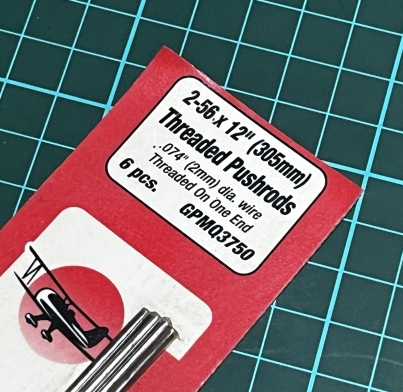 2-56 x 12" (305mm)
Threaded Pushrods
.074" (2mm) dia. wire
Threaded On One End
6 pcs. GPMQ3750